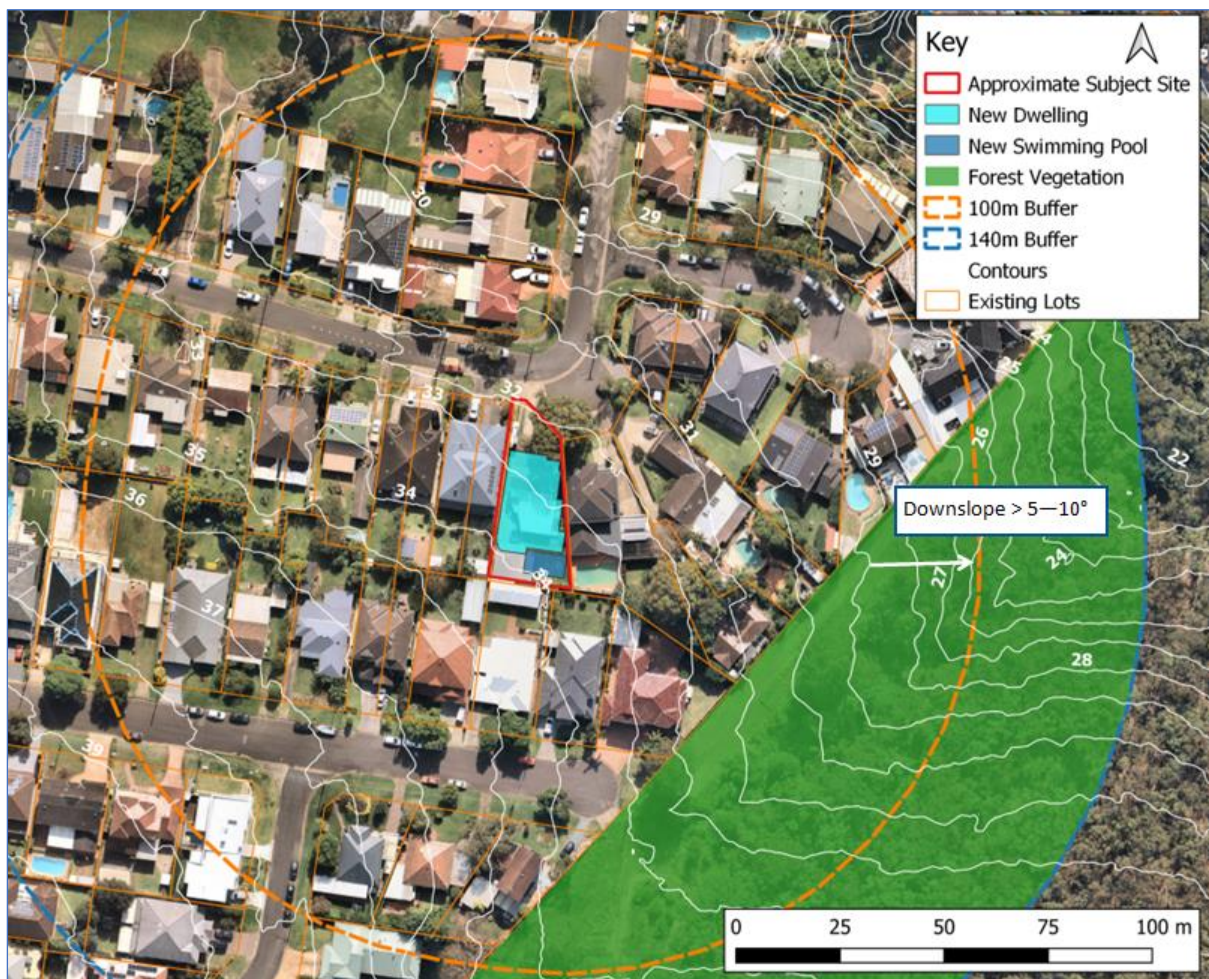 Key
Approximate Subject Site
New Dwelling
New Swimming Pool
Forest Vegetation
100m Buffer
140m Buffer
Contours
Existing Lots
30
29
33
32
33
31
35
34
36
37
39
29
25
26
22
Downslope > 5—10°
24
27
28
0 25 50 75 100 m